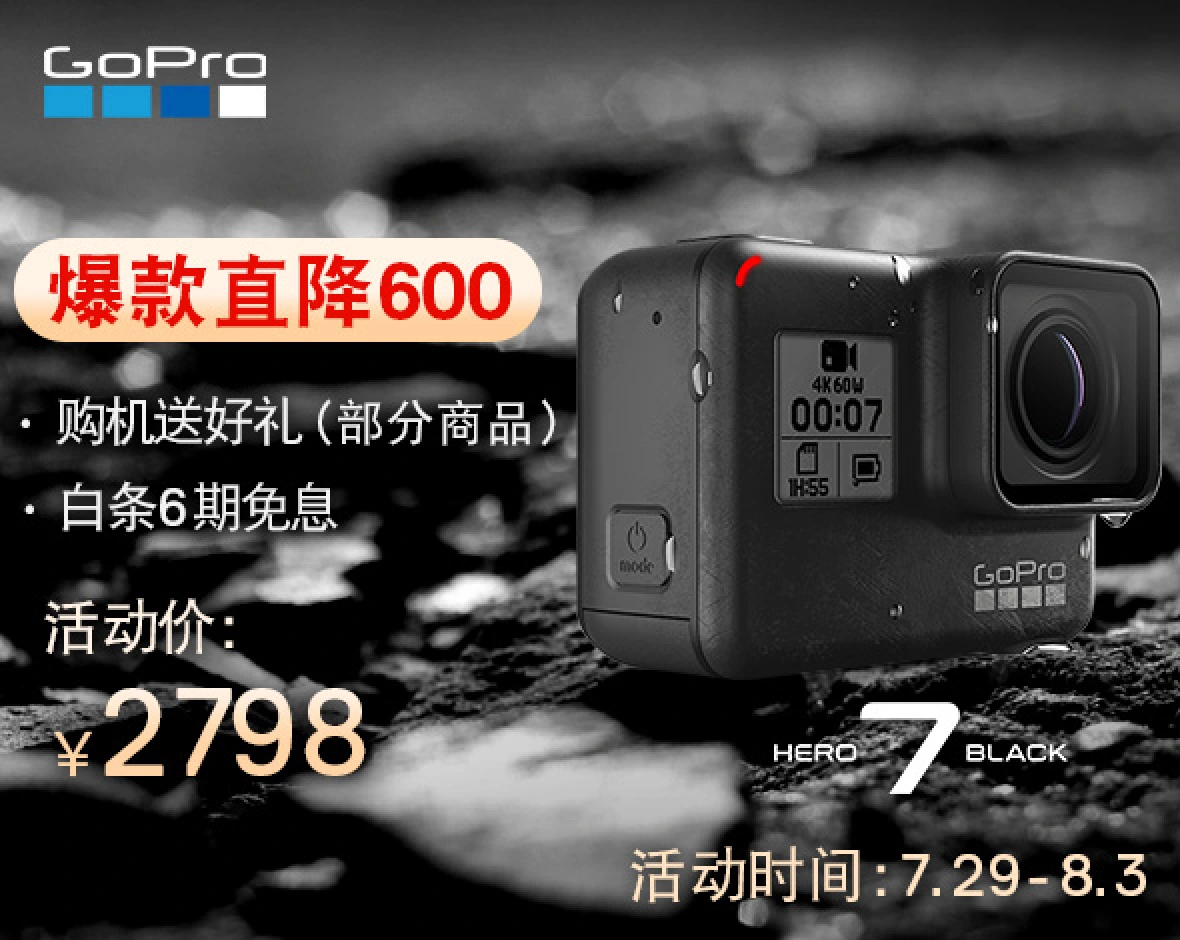 GoPro
爆款直降600
· 购机送好礼(部分商品)
· 白条6期免息
活动价:
¥2798
4K60W
00:07
1H:55
mode
GoPro
HERO 7 BLACK
活动时间:7.29-8.3